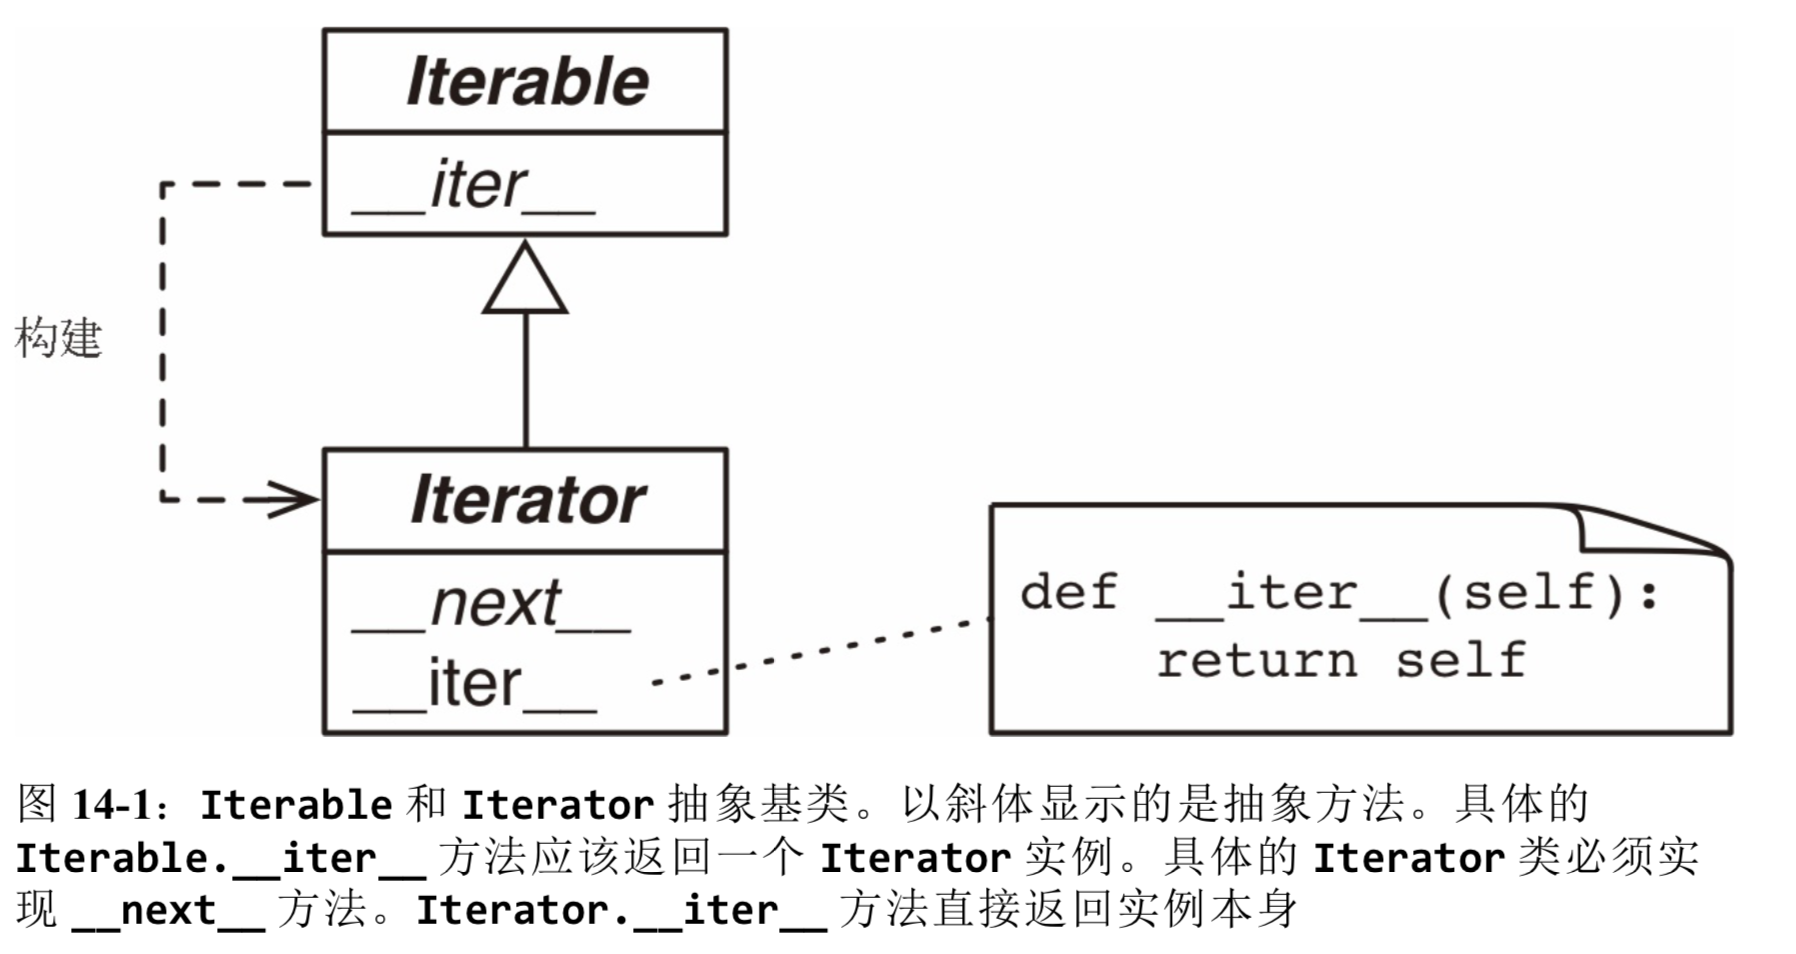 Iterable
__iter__
构建
Iterator
__next__
__iter__
def __iter__(self):
return self
图 14-1：Iterable 和 Iterator 抽象基类。以斜体显示的是抽象方法。具体的
Iterable.__iter__ 方法应该返回一个 Iterator 实例。具体的 Iterator 类必须实
现 __next__ 方法。Iterator.__iter__ 方法直接返回实例本身